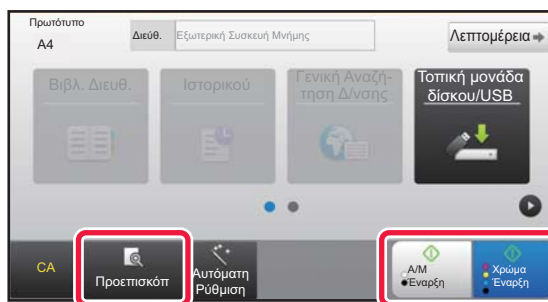 Πρωτότυπο
A4
Διεύθ.
Εξωτερική Συσκευή Μνήμης
Λεπτομέρεια
Βιβλ. Διευθ.
Ιστορικού
Γενική Αναζή-
τηση Δ/νσης
Τοπική μονάδα
δίσκου/USB
CA
Προεπισκόπ
Αυτόματη
Ρύθμιση
Α/Μ
Έναρξη
Χρώμα
Έναρξη